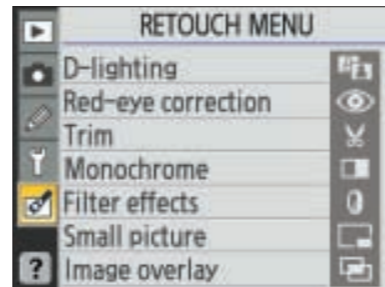 RETOUCH MENU
D-lighting
Red-eye correction
Trim
Monochrome
Filter effects
Small picture
? Image overlay